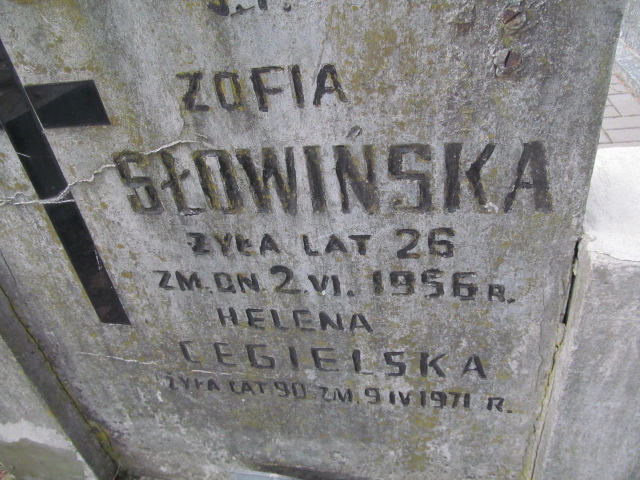 ZOFIA
SŁOWIŃSKA
ŻYŁA LAT 26
ZM. DN. 2. VI. 1956 R.
HELENA
CEGIELSKA
ŻYŁA LAT 90 ZM. 9 IV 1971 R.